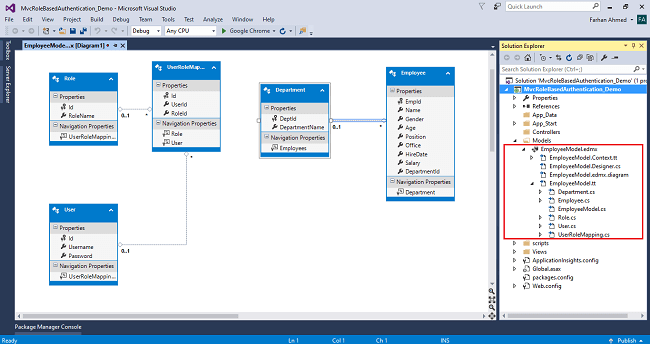 MvcRoleBasedAuthentication_Demo - Microsoft Visual Studio
Quick Launch (Ctrl+Q)
File Edit View Project Build Debug Team Tools Test Analyze Window Help
Farhan Ahmed FA
Debug Any CPU Google Chrome
Toolbox
Server Explorer
EmployeeMode...x [Diagram1]
Role
Properties
Id
RoleName
Navigation Properties
UserRoleMappin...
0..1
*
UserRoleMap...
Properties
Id
UserId
RoleId
Navigation Properties
Role
User
*
Department
Properties
DeptId
DepartmentName
Navigation Properties
Employees
0..1
*
Employee
Properties
EmpId
Name
Gender
Age
Position
Office
HireDate
Salary
DepartmentId
Navigation Properties
Department
User
Properties
Id
Username
Password
Navigation Properties
UserRoleMappin...
0..1
Solution Explorer
Search Solution Explorer (Ctrl+;)
Solution 'MvcRoleBasedAuthentication_Demo' (1 pro
MvcRoleBasedAuthentication_Demo
Properties
References
App_Data
App_Start
Controllers
Models
EmployeeModel.edmx
EmployeeModel.Context.tt
EmployeeModel.Designer.cs
EmployeeModel.edmx.diagram
EmployeeModel.tt
Department.cs
Employee.cs
EmployeeModel.cs
Role.cs
User.cs
UserRoleMapping.cs
scripts
Views
ApplicationInsights.config
Global.asax
packages.config
Web.config
Package Manager Console
Ready Ln 1 Col 1 Ch 1 INS Publish